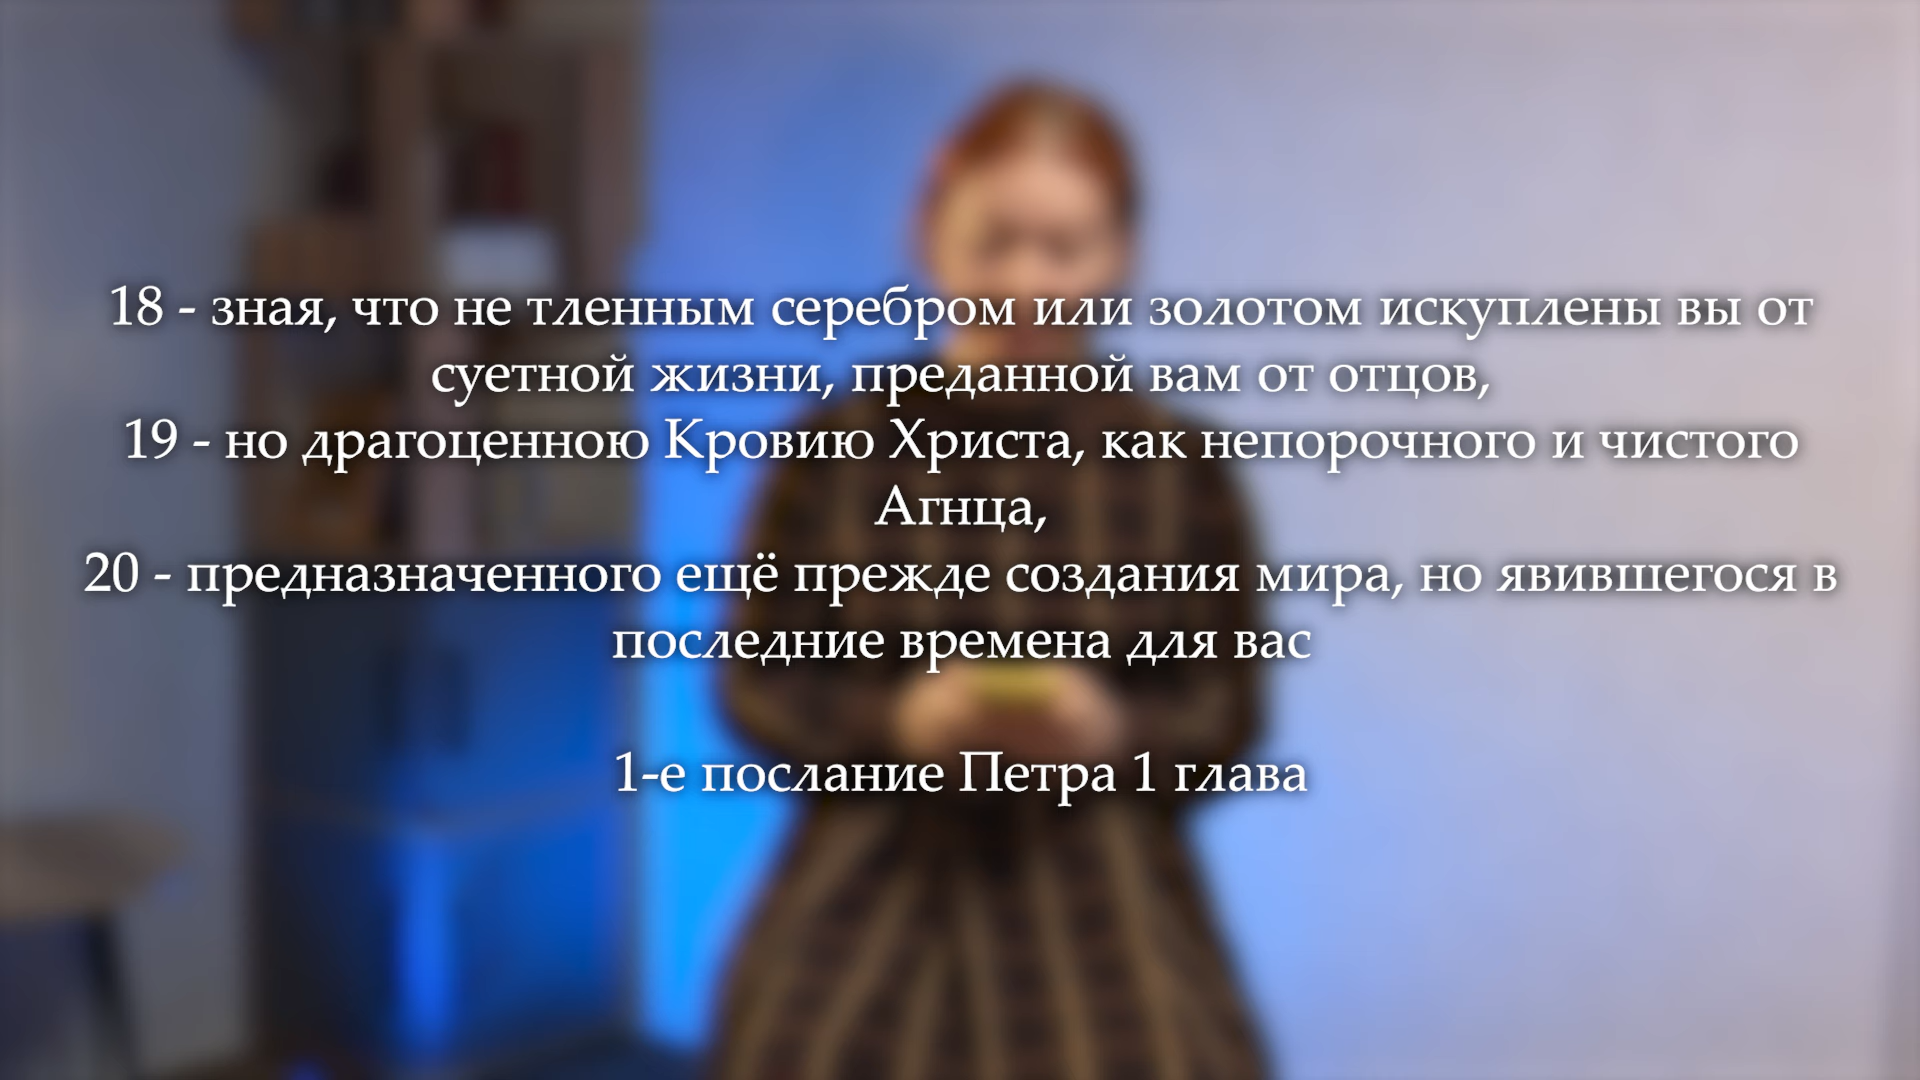 18 - зная, что не тленным серебром или золотом искуплены вы от
суетной жизни, преданной вам от отцов,
19 - но драгоценною Кровию Христа, как непорочного и чистого
Агнца,
20 - предназначенного ещё прежде создания мира, но явившегося в
последние времена для вас
1-е послание Петра 1 глава